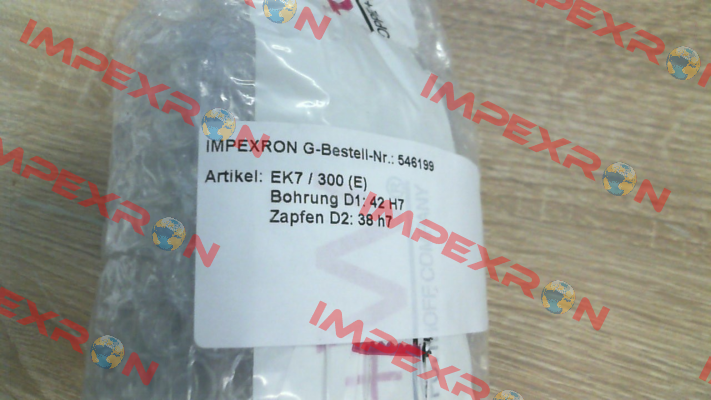 IMPEXRON G-Bestell-Nr.: 546199
Artikel: EK7 / 300 (E)
Bohrung D1: 42 H7
Zapfen D2: 38 h7
IMPEXRON
IMPEXRON
IMPEXRON
IMPEXRON
IMPEXRON
IMPEXRON